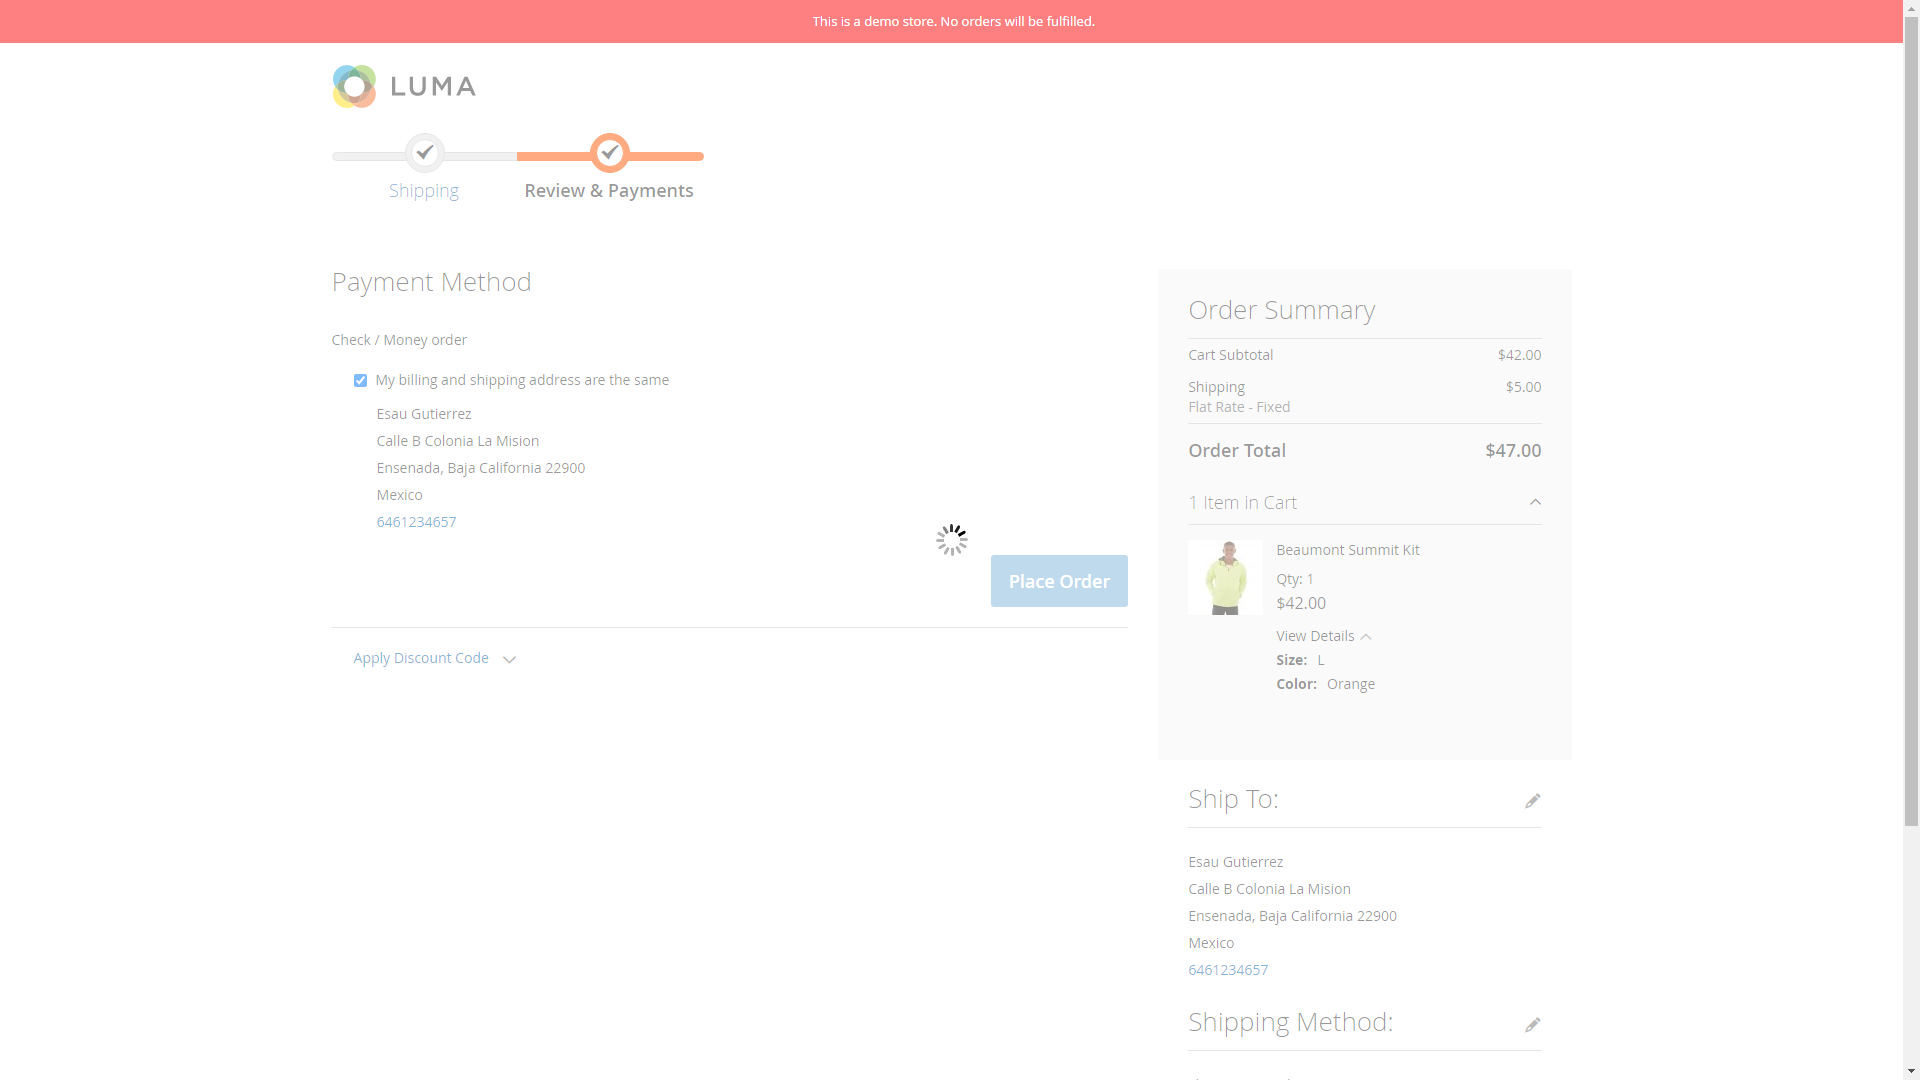 This is a demo store. No orders will be fulfilled.
LUMA
Shipping
Review & Payments
Payment Method
Check / Money order
My billing and shipping address are the same
Esau Gutierrez
Calle B Colonia La Mision
Ensenada, Baja California 22900
Mexico
6461234657
Place Order
Apply Discount Code
Order Summary
Cart Subtotal $42.00
Shipping $5.00
Flat Rate - Fixed
Order Total $47.00
1 Item in Cart
Beaumont Summit Kit
Qty: 1
$42.00
View Details
Size: L
Color: Orange
Ship To:
Esau Gutierrez
Calle B Colonia La Mision
Ensenada, Baja California 22900
Mexico
6461234657
Shipping Method: